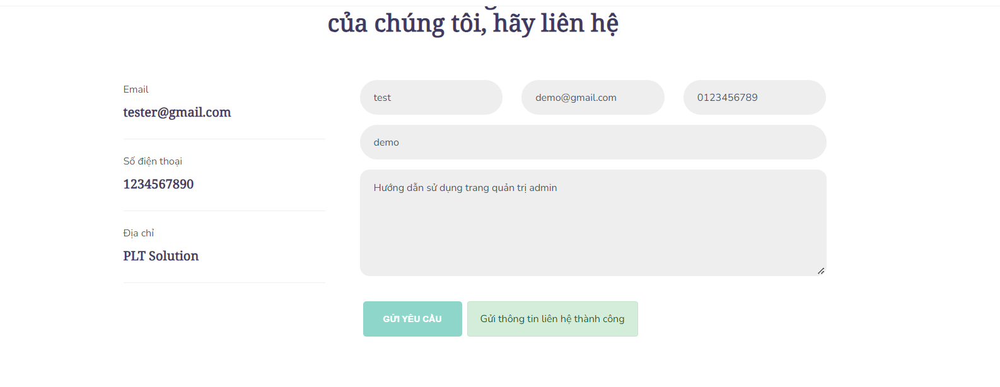 của chúng tôi, hãy liên hệ
Email
tester@gmail.com
Số điện thoại
1234567890
Địa chỉ
PLT Solution
test
demo@gmail.com
0123456789
demo
Hướng dẫn sử dụng trang quản trị admin
GỬI YÊU CẦU
Gửi thông tin liên hệ thành công